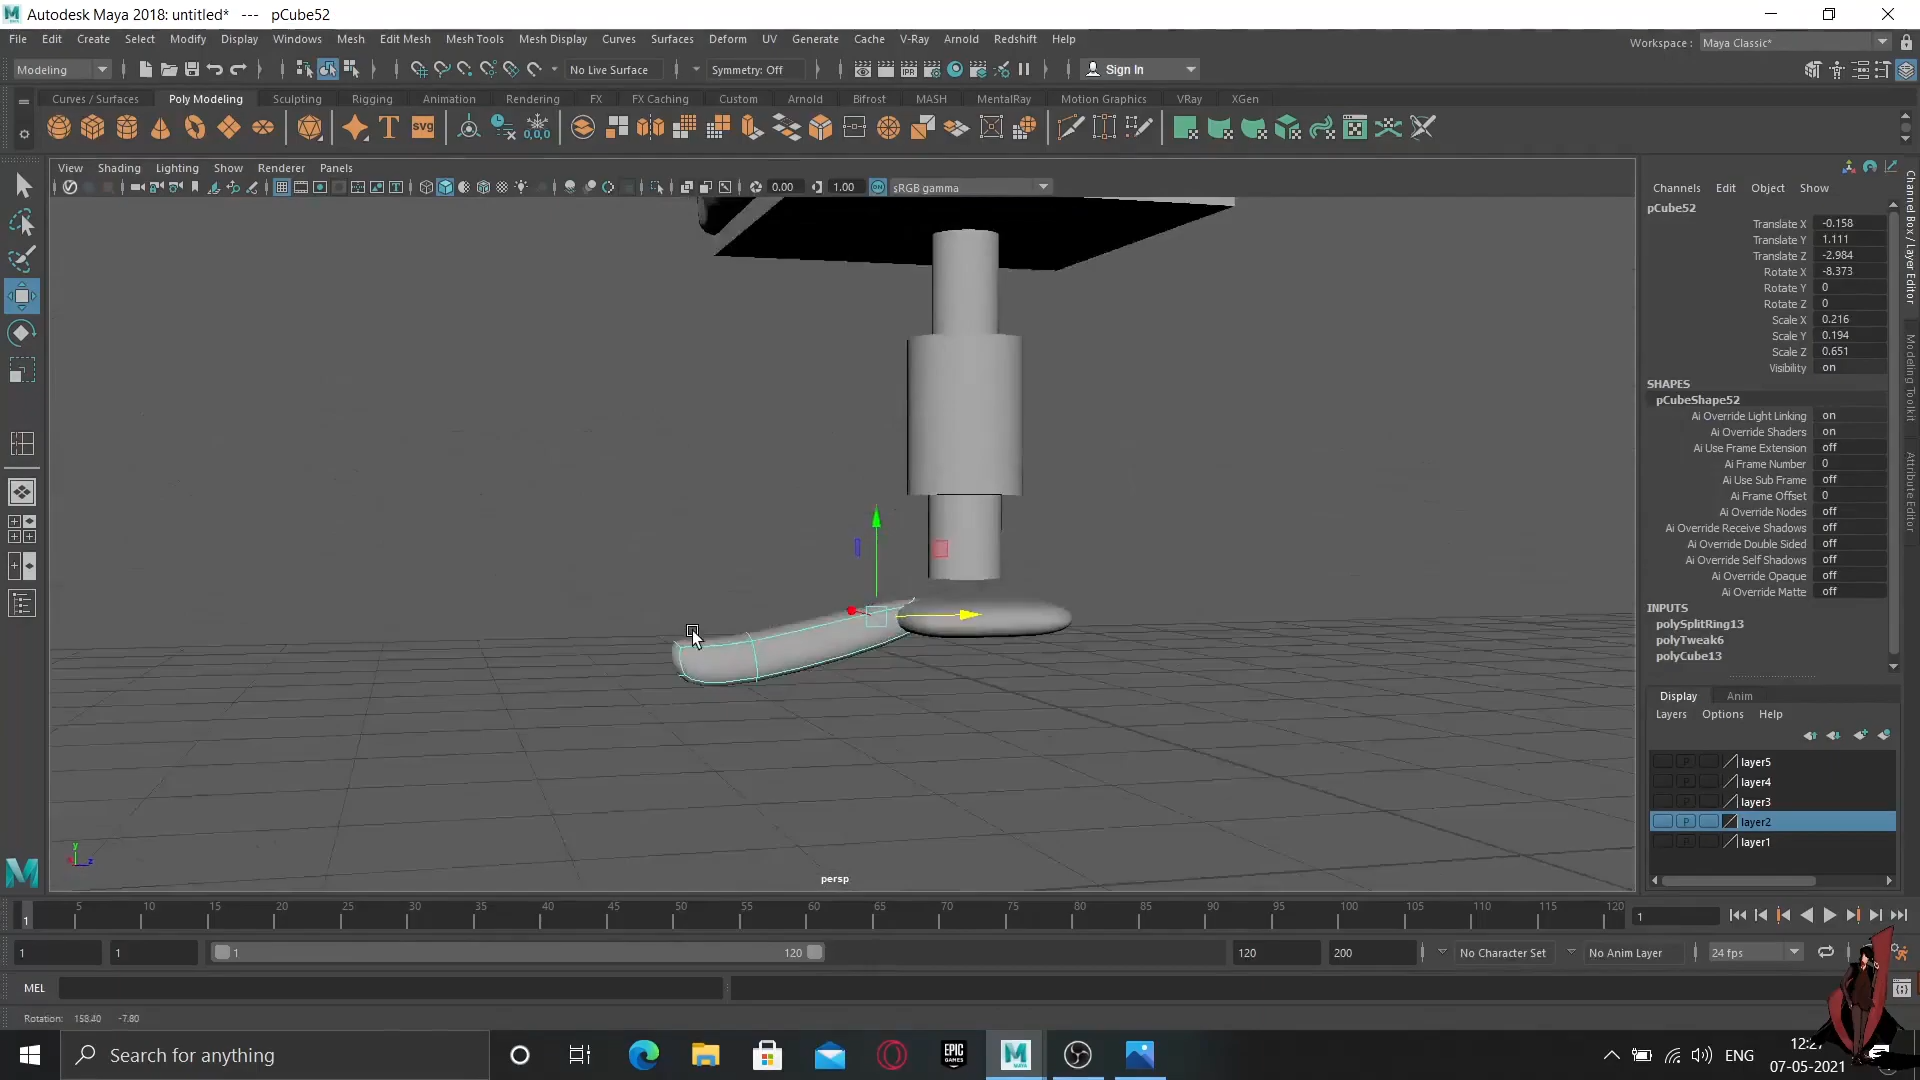 Autodesk Maya 2018: untitled* --- pCube52
File Edit Create Select Modify Display Windows Mesh Edit Mesh Mesh Tools Mesh Display Curves Surfaces Deform UV Generate Cache V-Ray Arnold Redshift Help
Workspace : Maya Classic*
Modeling No Live Surface Symmetry: Off Sign In
Curves / Surfaces Poly Modeling Sculpting Rigging Animation Rendering FX FX Caching Custom Arnold Bifrost MASH MentalRay Motion Graphics VRay XGen
View Shading Lighting Show Renderer Panels
0.00 1.00 sRGB gamma
Channels Edit Object Show
pCube52
Translate X -0.158
Translate Y 1.111
Translate Z -2.984
Rotate X -8.373
Rotate Y 0
Rotate Z 0
Scale X 0.216
Scale Y 0.194
Scale Z 0.651
Visibility on
SHAPES
pCubeShape52
Ai Override Light Linking on
Ai Override Shaders on
Ai Use Frame Extension off
Ai Frame Number 0
Ai Use Sub Frame off
Ai Frame Offset 0
Ai Override Nodes off
Ai Override Receive Shadows off
Ai Override Double Sided off
Ai Override Self Shadows off
Ai Override Opaque off
Ai Override Matte off
INPUTS
polySplitRing13
polyTweak6
polyCube13
Channel Box / Layer Editor
Modeling Toolkit
Attribute Editor
Display Anim
Layers Options Help
layer5
layer4
P layer3
P layer2
layer1
persp
5 10 15 20 25 30 35 40 45 50 55 60 65 70 75 80 85 90 95 100 105 110 115 120
1 1
1 1 1 120 120 200 No Character Set No Anim Layer 24 fps
MEL
Rotation: 158.40 -7.80
Search for anything
EPIC GAMES
ENG
07-05-2021